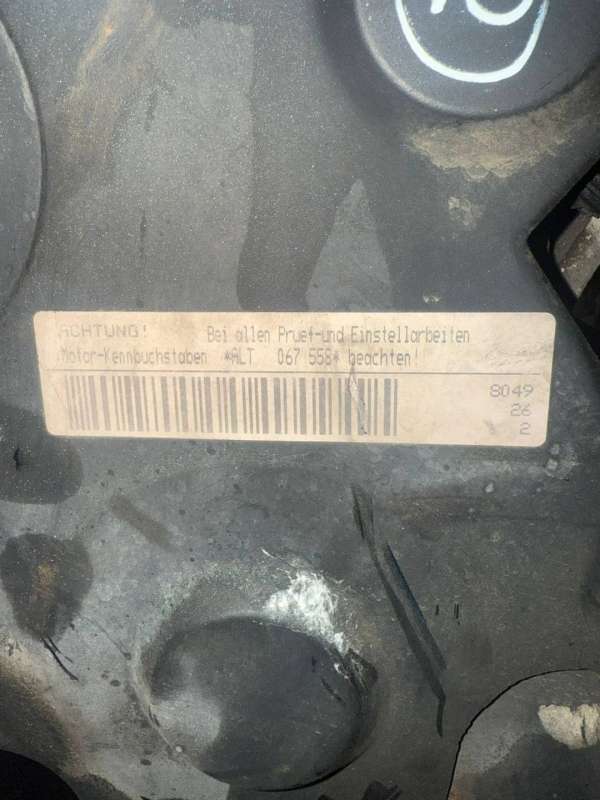 ACHTUNG! Bei allen Pruef-und Einstellarbeiten
Motor-Kennbuchstaben *ALT 067 558* beachten!
8049
26
2